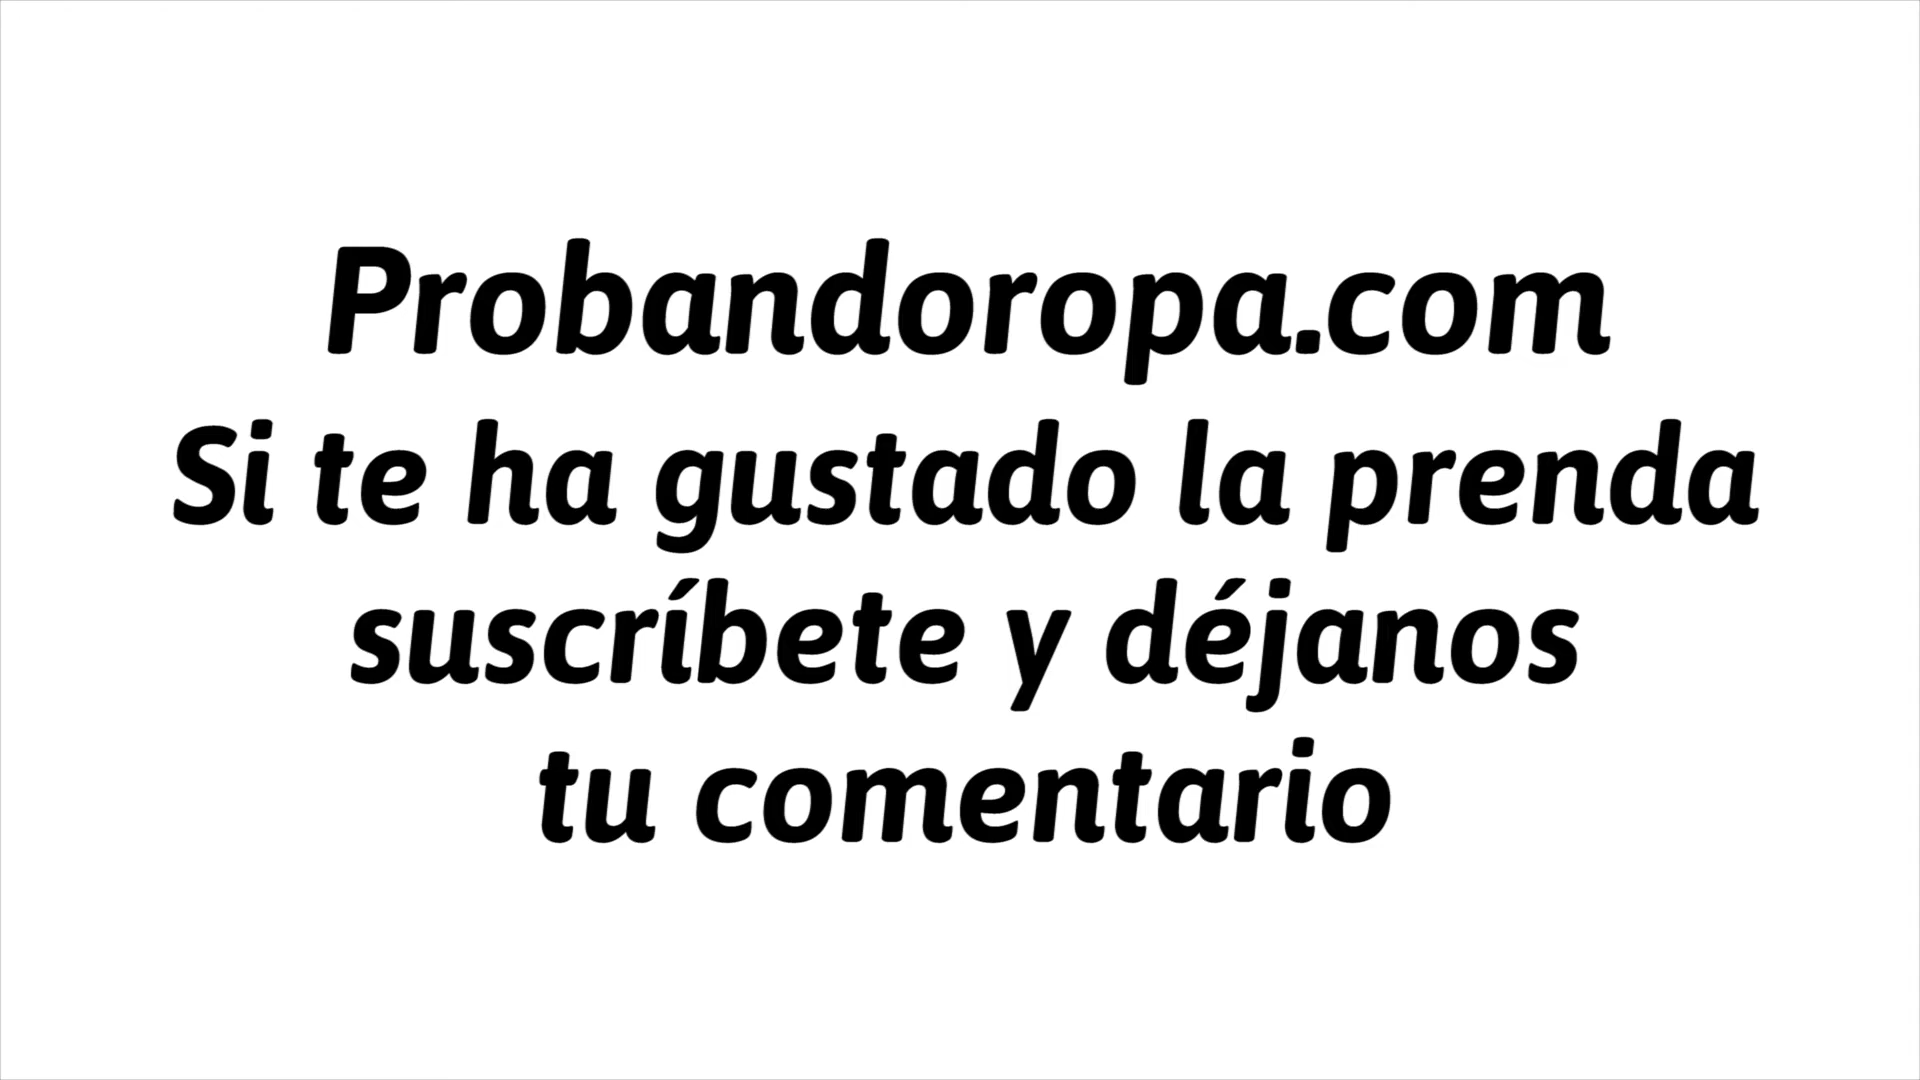 Probandoropa.com
Si te ha gustado la prenda
suscríbete y déjanos
tu comentario